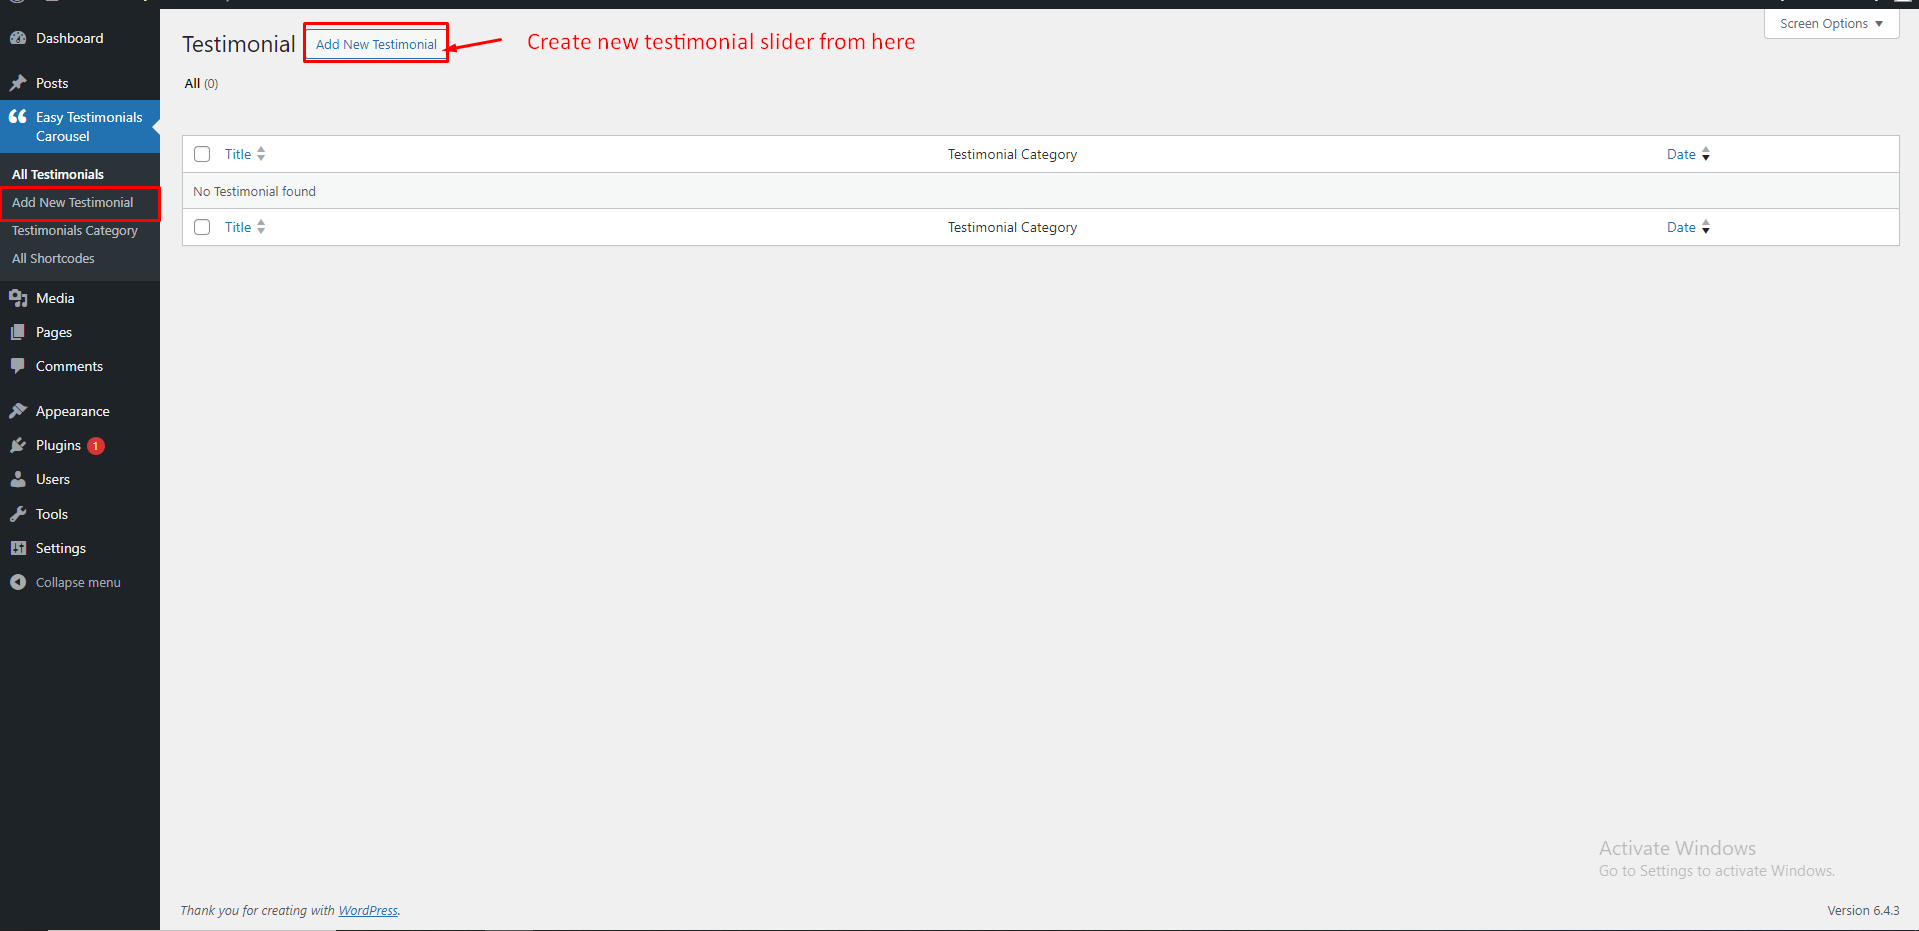 Dashboard
Posts
Easy Testimonials
Carousel
All Testimonials
Add New Testimonial
Testimonials Category
All Shortcodes
Media
Pages
Comments
Appearance
Plugins 1
Users
Tools
Settings
Collapse menu
Screen Options
Testimonial Add New Testimonial Create new testimonial slider from here
All (0)
Title Testimonial Category Date
No Testimonial found
Title Testimonial Category Date
Activate Windows
Go to Settings to activate Windows.
Thank you for creating with WordPress. Version 6.4.3